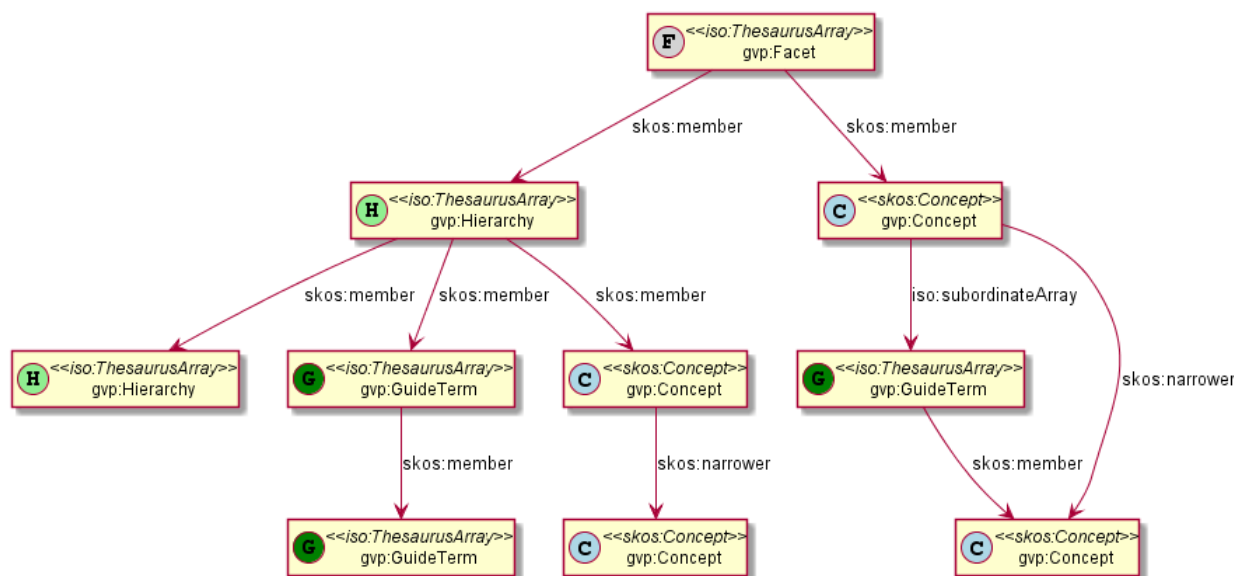 <<iso:ThesaurusArray>>
F
gvp:Facet
skos:member
skos:member
<<iso:ThesaurusArray>>
H
gvp:Hierarchy
<<skos:Concept>>
C
gvp:Concept
skos:member
skos:member
skos:member
iso:subordinateArray
<<iso:ThesaurusArray>>
H
gvp:Hierarchy
<<iso:ThesaurusArray>>
G
gvp:GuideTerm
<<skos:Concept>>
C
gvp:Concept
<<iso:ThesaurusArray>>
G
gvp:GuideTerm
skos:narrower
skos:member
skos:narrower
skos:member
<<iso:ThesaurusArray>>
G
gvp:GuideTerm
<<skos:Concept>>
C
gvp:Concept
<<skos:Concept>>
C
gvp:Concept